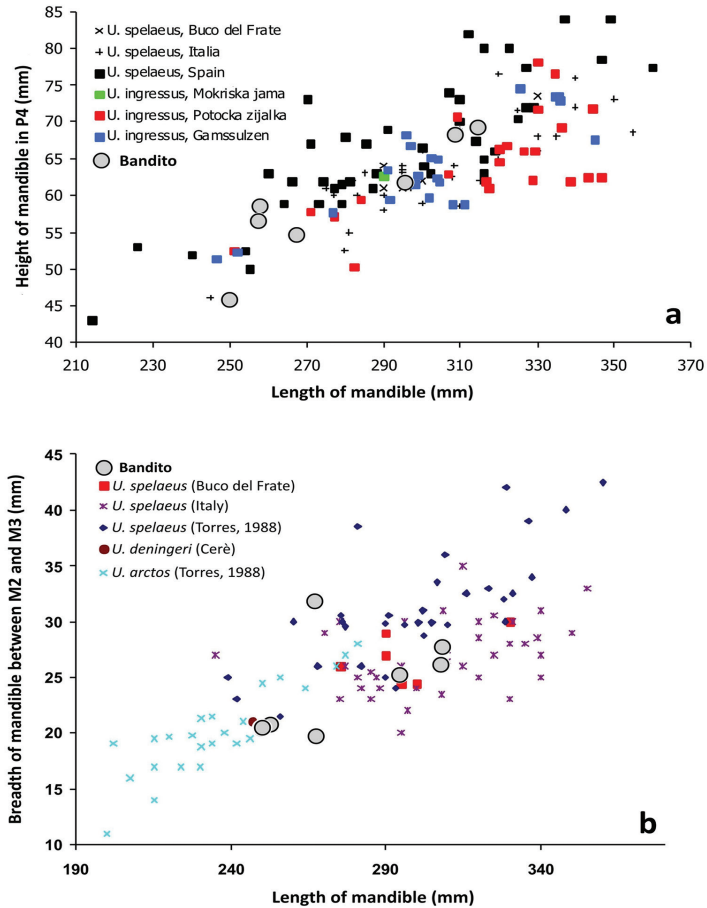 85
80
75
70
65
60
55
50
45
40
Height of mandible in P4 (mm)
U. spelaeus, Buco del Frate
U. spelaeus, Italia
U. spelaeus, Spain
U. ingressus, Mokriska jama
U. ingressus, Potocka zijalka
U. ingressus, Gamssulzen
Bandito
a
210 230 250 270 290 310 330 350 370
Length of mandible (mm)
45
40
35
30
25
20
15
10
Breadth of mandible between M2 and M3 (mm)
Bandito
U. spelaeus (Buco del Frate)
U. spelaeus (Italy)
U. spelaeus (Torres, 1988)
U. deningeri (Cerè)
U. arctos (Torres, 1988)
b
190 240 290 340
Length of mandible (mm)